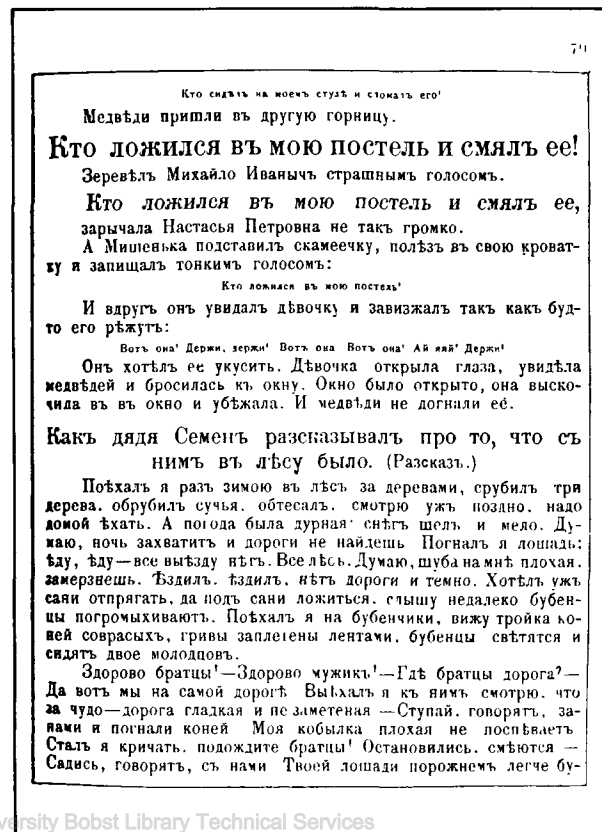 79
Кто сидѣлъ на моемъ стулѣ и сломалъ его!
Медвѣди пришли въ другую горницу.
Кто ложился въ мою постель и смялъ ее!
Зеревѣлъ Михайло Иванычъ страшнымъ голосомъ.
Кто ложился въ мою постель и смялъ ее,
зарычала Настасья Петровна не такъ громко.
А Мишенька подставилъ скамеечку, полѣзъ въ свою кроват-
ку и запищалъ тонкимъ голосомъ:
Кто ложился въ мою постель!
И вдругъ онъ увидалъ дѣвочку и завизжалъ такъ какъ буд-
то его рѣжутъ:
Вотъ она! Держи, держи! Вотъ она Вотъ она! Ай яяй! Держи!
Онъ хотѣлъ ее укусить. Дѣвочка открыла глаза, увидѣла
медвѣдей и бросилась къ окну. Окно было открыто, она выско-
чила въ въ окно и убѣжала. И медвѣди не догнали её.
Какъ дядя Семенъ разсказывалъ про то, что съ
нимъ въ лѣсу было. (Разсказъ.)
Поѣхалъ я разъ зимою въ лѣсъ за деревами, срубилъ три
дерева, обрубилъ сучья, обтесалъ, смотрю ужъ поздно, надо
домой ѣхать. А погода была дурная: снѣгъ шелъ и мело. Ду-
маю, ночь захватитъ и дороги не найдешь Погналъ я лошадь:
ѣду, ѣду—все выѣзду нѣтъ. Все лѣсъ. Думаю, шуба на мнѣ плохая,
замерзнешь. Ѣздилъ, ѣздилъ, нѣтъ дороги и темно. Хотѣлъ ужъ
сани отпрягать, да подъ сани ложиться, слышу недалеко бубен-
цы погромыхиваютъ. Поѣхалъ я на бубенчики, вижу тройка ко-
ней соврасыхъ, гривы заплетены лентами, бубенцы свѣтятся и
сидятъ двое молодцовъ.
Здорово братцы!—Здорово мужикъ!—Гдѣ братцы дорога?—
Да вотъ мы на самой дорогѣ Выѣхалъ я къ нимъ смотрю, что
за чудо—дорога гладкая и не заметеная —Ступай, говорятъ, за-
нами и погнали коней Моя кобылка плохая не поспѣваетъ
Сталъ я кричать, подождите братцы! Остановились, смѣются —
Садись, говорятъ, съ нами Твоей лошади порожнемъ легче бу-
versity Bobst Library Technical Services